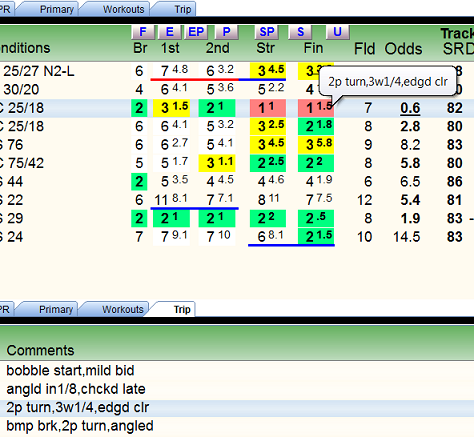 PR Primary Workouts Trip
F E EP P SP S U Track
onditions Br 1st 2nd Str Fin Fld Odds SRD
25/27 N2-L 6 7 4.8 6 3.2 3 4.5
30/20 4 5 4.1 5 3.6 5 2.2 4
C 25/18 2 3 1.5 2 1 1 1 1 1.5 7 0.6 82
C 25/18 6 6 4.1 5 3.2 3 2.5 2 1.8 8 2.8 80
S 76 6 6 2.7 5 4.1 3 4.5 3 5.8 9 8.2 83
C 75/42 5 5 1.7 3 1.1 2 2.5 2 2 8 5.8 80
S 44 2 5 3.5 4 4.5 4 4.6 4 1.9 6 6.5 86
S 22 6 11 8.1 7 7.1 8 11 7 7.5 12 5.4 81
S 29 2 2 1 2 1 2 2 2 .5 8 1.9 83 -
S 24 7 7 9.1 7 10 6 8.1 2 1.5 10 14.5 83
2p turn,3w1/4,edgd clr
PR Primary Workouts Trip
Comments
bobble start,mild bid
angld in1/8,chckd late
2p turn,3w1/4,edgd clr
bmp brk,2p turn,angled